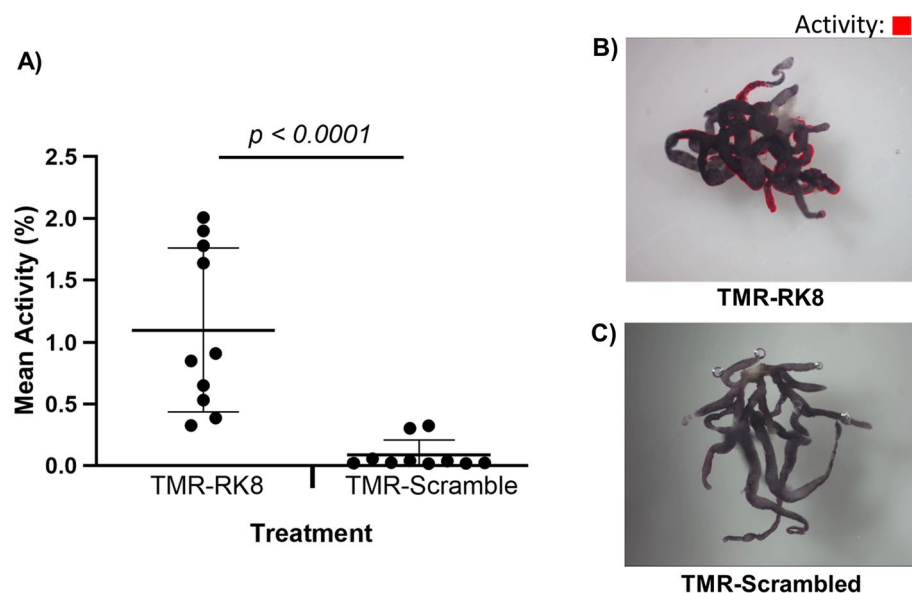 Activity:
A)
B)
p < 0.0001
2.5
2.0
1.5
1.0
0.5
0.0
Mean Activity (%)
TMR-RK8
TMR-Scramble
Treatment
TMR-RK8
C)
TMR-Scrambled